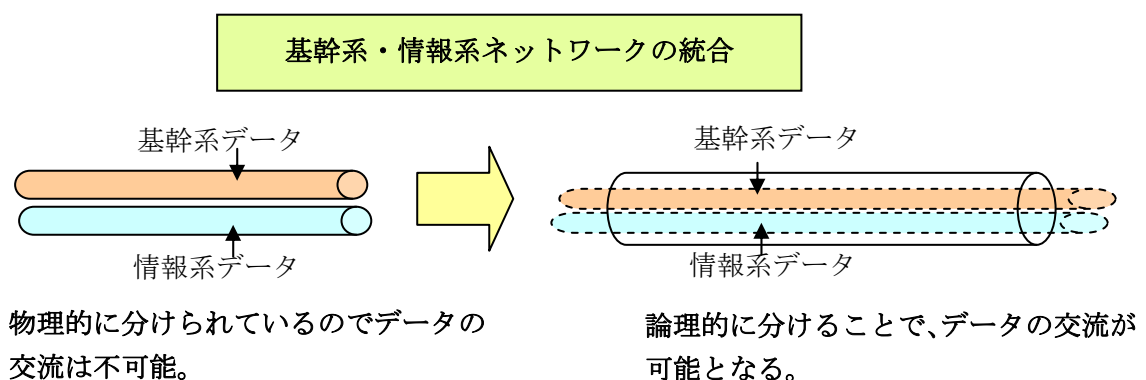 基幹系・情報系ネットワークの統合
基幹系データ
情報系データ
物理的に分けられているのでデータの
交流は不可能。
基幹系データ
情報系データ
論理的に分けることで、データの交流が
可能となる。